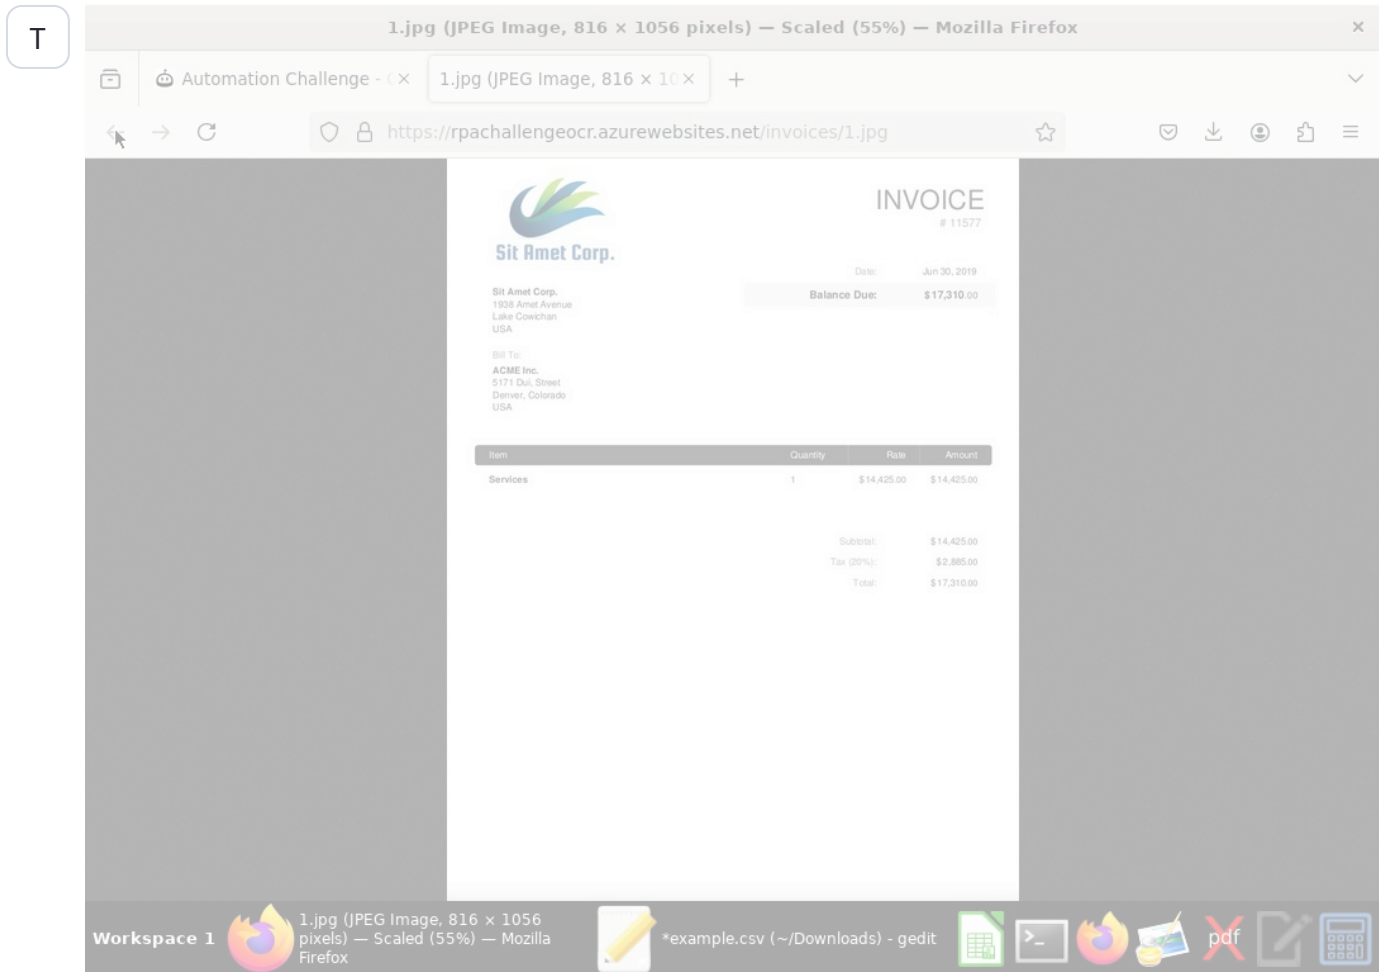 T
1.jpg (JPEG Image, 816 × 1056 pixels) — Scaled (55%) — Mozilla Firefox
Automation Challenge -
1.jpg (JPEG Image, 816 × 10
https://rpachallengeocr.azurewebsites.net/invoices/1.jpg
INVOICE
# 11577
Sit Amet Corp.
Date: Jun 30, 2019
Balance Due: $17,310.00
Sit Amet Corp.
1938 Amet Avenue
Lake Cowichan
USA
Bill To:
ACME Inc.
5171 Dui, Street
Denver, Colorado
USA
Item Quantity Rate Amount
Services 1 $14,425.00 $14,425.00
Subtotal: $14,425.00
Tax (20%): $2,885.00
Total: $17,310.00
Workspace 1
1.jpg (JPEG Image, 816 × 1056
pixels) — Scaled (55%) — Mozilla
Firefox
*example.csv (~/Downloads) - gedit
pdf